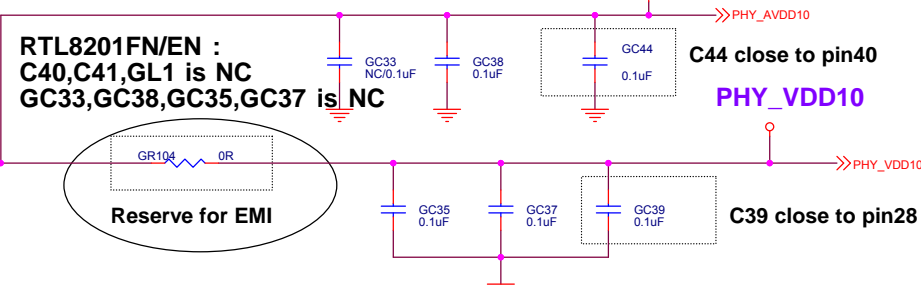 PHY_AVDD10
RTL8201FN/EN :
C40,C41,GL1 is NC
GC33,GC38,GC35,GC37 is NC
GC33
NC/0.1uF
GC38
0.1uF
GC44
0.1uF
C44 close to pin40
PHY_VDD10
GR104 0R
PHY_VDD10
Reserve for EMI
GC35
0.1uF
GC37
0.1uF
GC39
0.1uF
C39 close to pin28